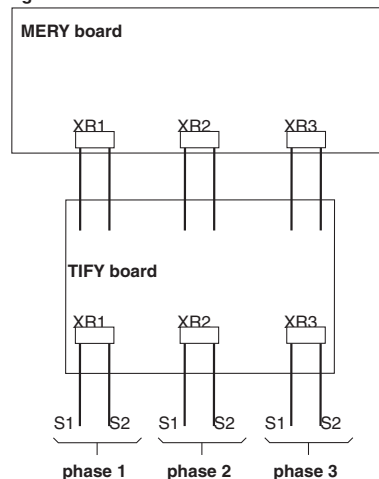 MERY board
XR1 XR2 XR3
TIFY board
XR1 XR2 XR3
S1 S2 S1 S2 S1 S2
phase 1 phase 2 phase 3